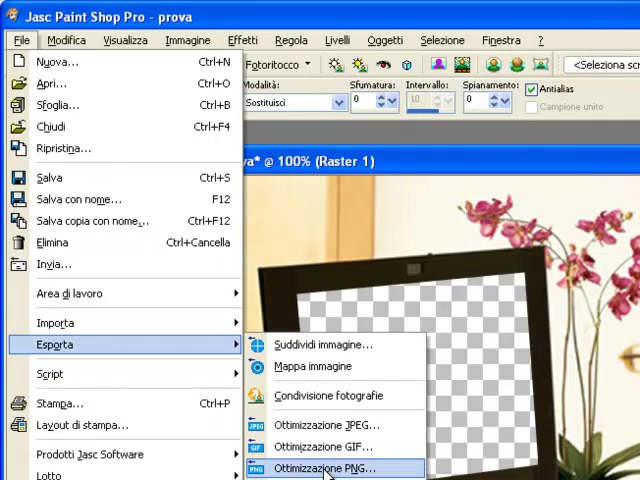 Jasc Paint Shop Pro - prova
File Modifica Visualizza Immagine Effetti Regola Livelli Oggetti Selezione Finestra ?
Fotoritocco <Seleziona
Modalità: Sfumatura: Intervallo: Spianamento:
Sostituisci 0 10 0
Antialias
Campione unito
Nuova... Ctrl+N
Apri... Ctrl+O
Sfoglia... Ctrl+B
Chiudi Ctrl+F4
Ripristina...
Salva Ctrl+S
Salva con nome... F12
Salva copia con nome... Ctrl+F12
Elimina Ctrl+Cancella
Invia...
Area di lavoro
Importa
Esporta
Script
Stampa... Ctrl+P
Layout di stampa...
Prodotti Jasc Software
Lotto
va* @ 100% (Raster 1)
Suddividi immagine...
Mappa immagine
Condivisione fotografie
JPEG Ottimizzazione JPEG...
GIF Ottimizzazione GIF...
PNG Ottimizzazione PNG...